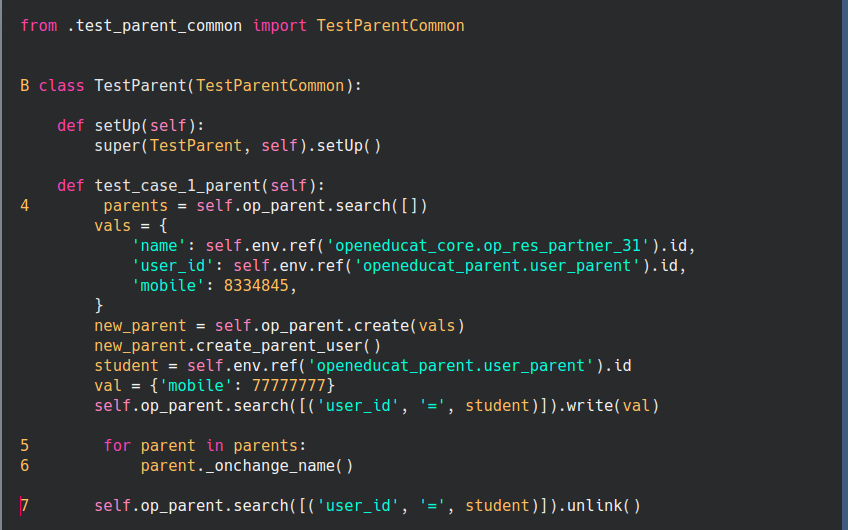 from .test_parent_common import TestParentCommon
B class TestParent(TestParentCommon):
def setUp(self):
super(TestParent, self).setUp()
def test_case_1_parent(self):
4 parents = self.op_parent.search([])
vals = {
'name': self.env.ref('openeducat_core.op_res_partner_31').id,
'user_id': self.env.ref('openeducat_parent.user_parent').id,
'mobile': 8334845,
}
new_parent = self.op_parent.create(vals)
new_parent.create_parent_user()
student = self.env.ref('openeducat_parent.user_parent').id
val = {'mobile': 77777777}
self.op_parent.search([('user_id', '=', student)]).write(val)
5 for parent in parents:
6 parent._onchange_name()
7 self.op_parent.search([('user_id', '=', student)]).unlink()